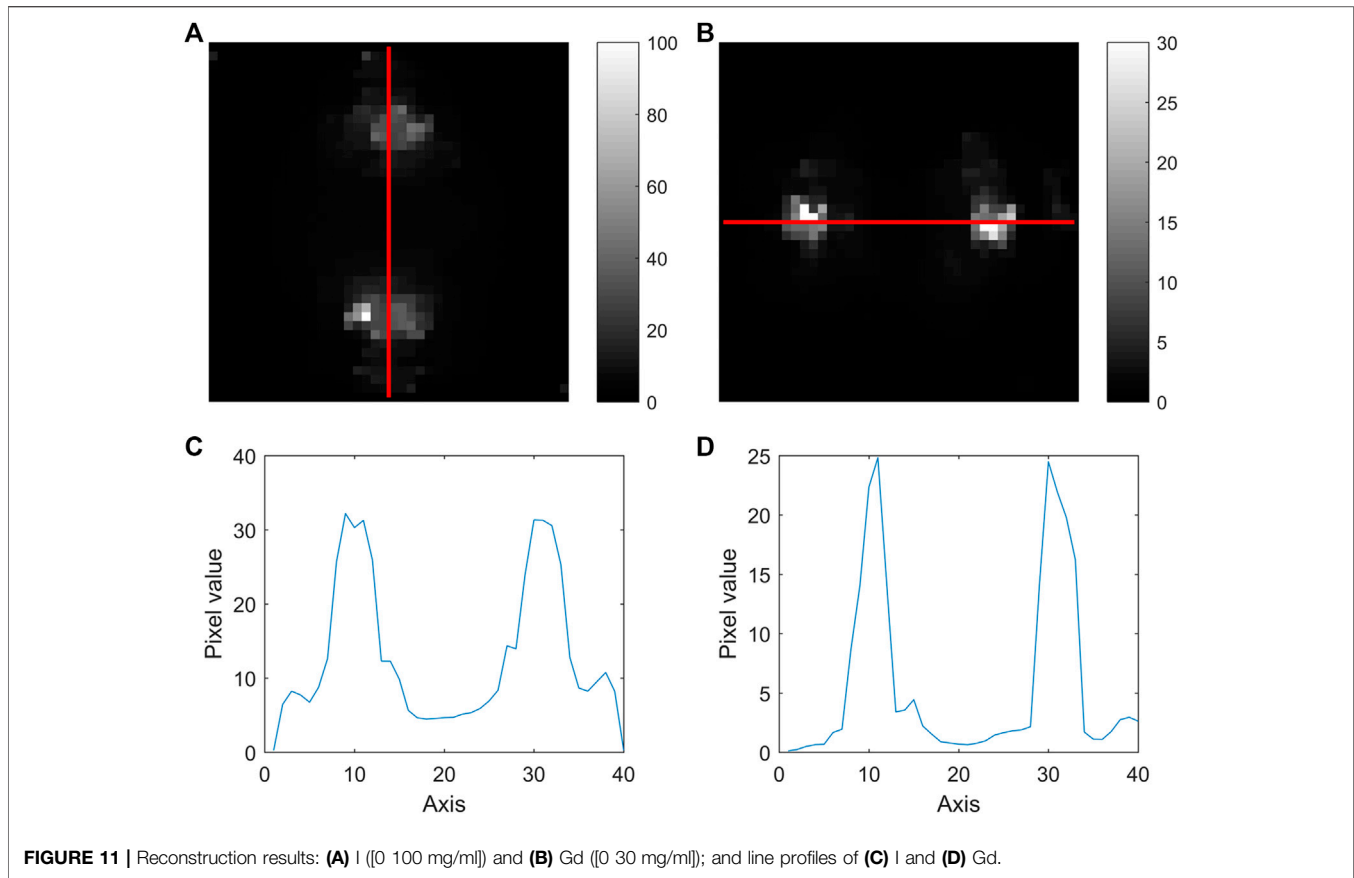 A
100
80
60
40
20
0
B
30
25
20
15
10
5
0
C
40
30
20
10
0
Pixel value
0 10 20 30 40
Axis
D
25
20
15
10
5
0
Pixel value
0 10 20 30 40
Axis
FIGURE 11 | Reconstruction results: (A) I ([0 100 mg/ml]) and (B) Gd ([0 30 mg/ml]); and line profiles of (C) I and (D) Gd.